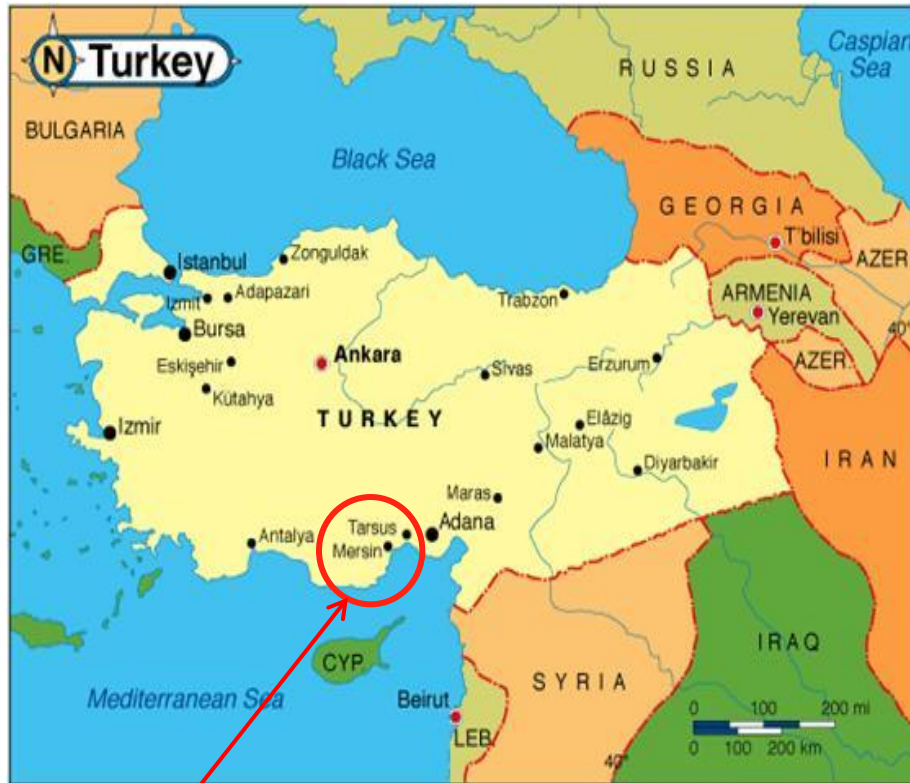 N Turkey
Caspian
Sea
RUSSIA
BULGARIA
Black Sea
GEORGIA
T'bilisi
GRE.
Istanbul
Zonguldak
AZER.
Izmit
Adapazari
Trabzon
ARMENIA
Yerevan
Bursa
40°
Ankara
Eskişehir
Sivas
Erzurum
AZER.
Kütahya
TURKEY
Izmir
Elâzig
Malatya
IRAN
Diyarbakir
Maras
Antalya
Tarsus
Adana
Mersin
IRAQ
CYP.
SYRIA
Mediterranean Sea
Beirut
0 100 200 mi
LEB.
0 100 200 km
40°